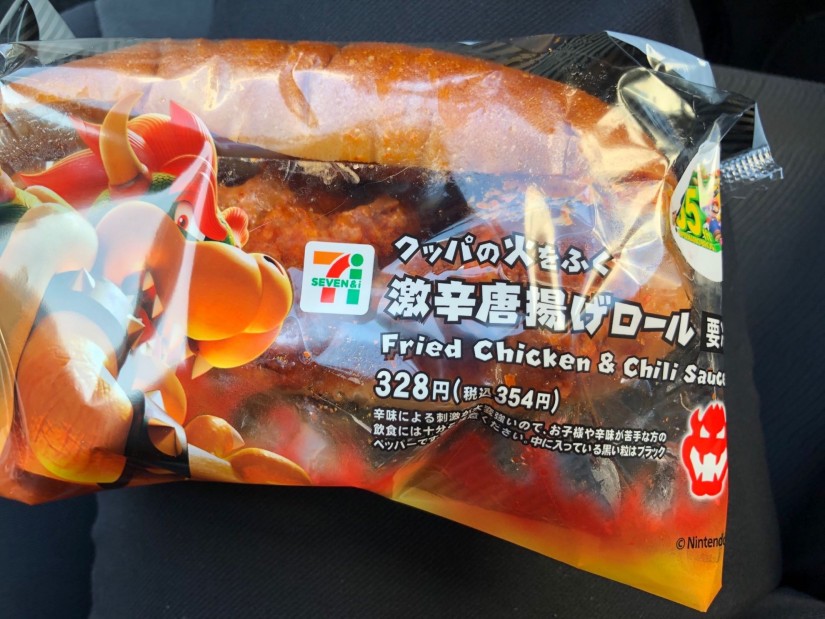 SEVEN&i
5
クッパの火をふく
激辛唐揚げロール 要
Fried Chicken & Chili Sauce
328円(税込354円)
辛味による刺激が大変強いので、お子様や辛味が苦手な方の
飲食には十分 ください。中に入っている黒い粒はブラック
ペッパーで
©Nintendo